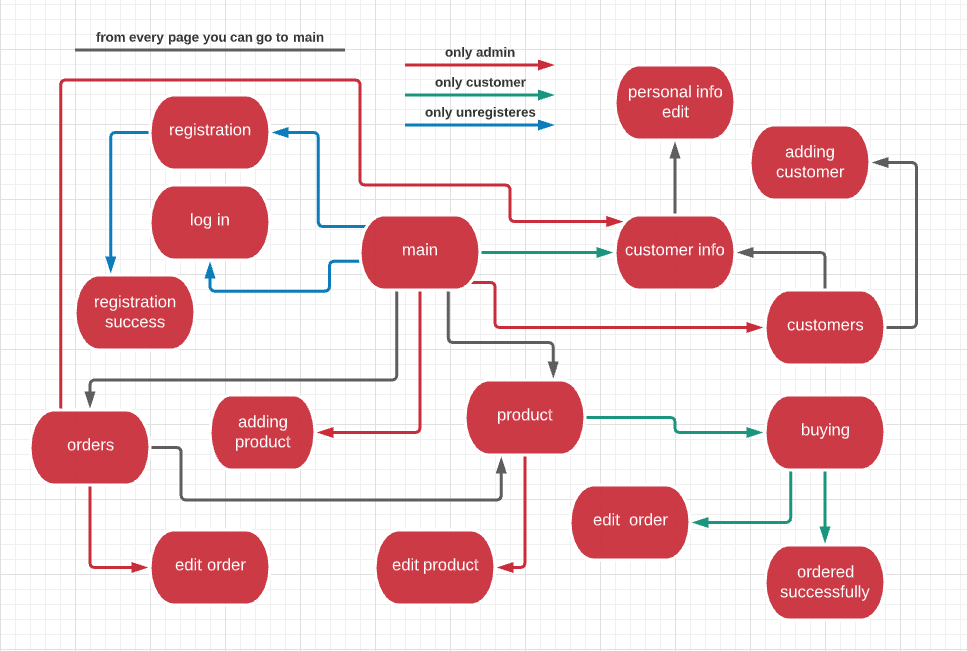 from every page you can go to main
only admin
only customer
only unregisteres
personal info
edit
registration
adding
customer
log in
main
customer info
registration
success
customers
adding
product
product
orders
buying
edit order
edit order
edit product
ordered
successfully